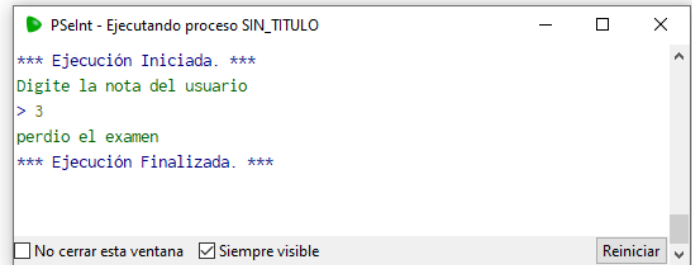 PSeInt - Ejecutando proceso SIN_TITULO
*** Ejecución Iniciada. ***
Digite la nota del usuario
> 3
perdio el examen
*** Ejecución Finalizada. ***
No cerrar esta ventana Siempre visible Reiniciar